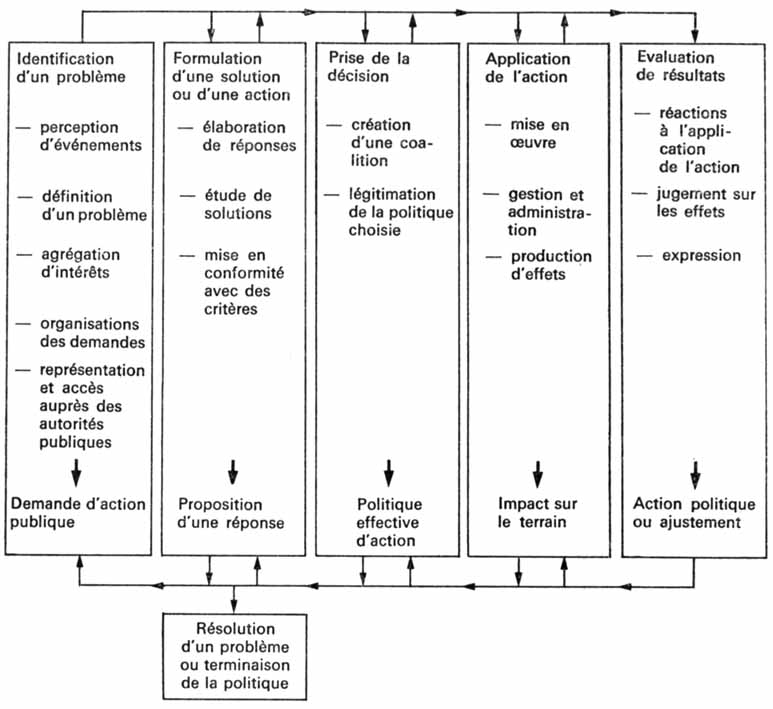 Identification
d'un problème
— perception
d'événements
— définition
d'un problème
— agrégation
d'intérêts
— organisations
des demandes
— représentation
et accès
auprès des
autorités
publiques
Demande d'action
publique
Formulation
d'une solution
ou d'une action
— élaboration
de réponses
— étude de
solutions
— mise en
conformité
avec des
critères
Proposition
d'une réponse
Prise de la
décision
— création
d'une coa-
lition
— légitimation
de la politique
choisie
Politique
effective
d'action
Application
de l'action
— mise en
œuvre
— gestion et
administra-
tion
— production
d'effets
Impact sur
le terrain
Evaluation
de résultats
— réactions
à l'appli-
cation
de l'action
— jugement sur
les effets
— expression
Action politique
ou ajustement
Résolution
d'un problème
ou terminaison
de la politique